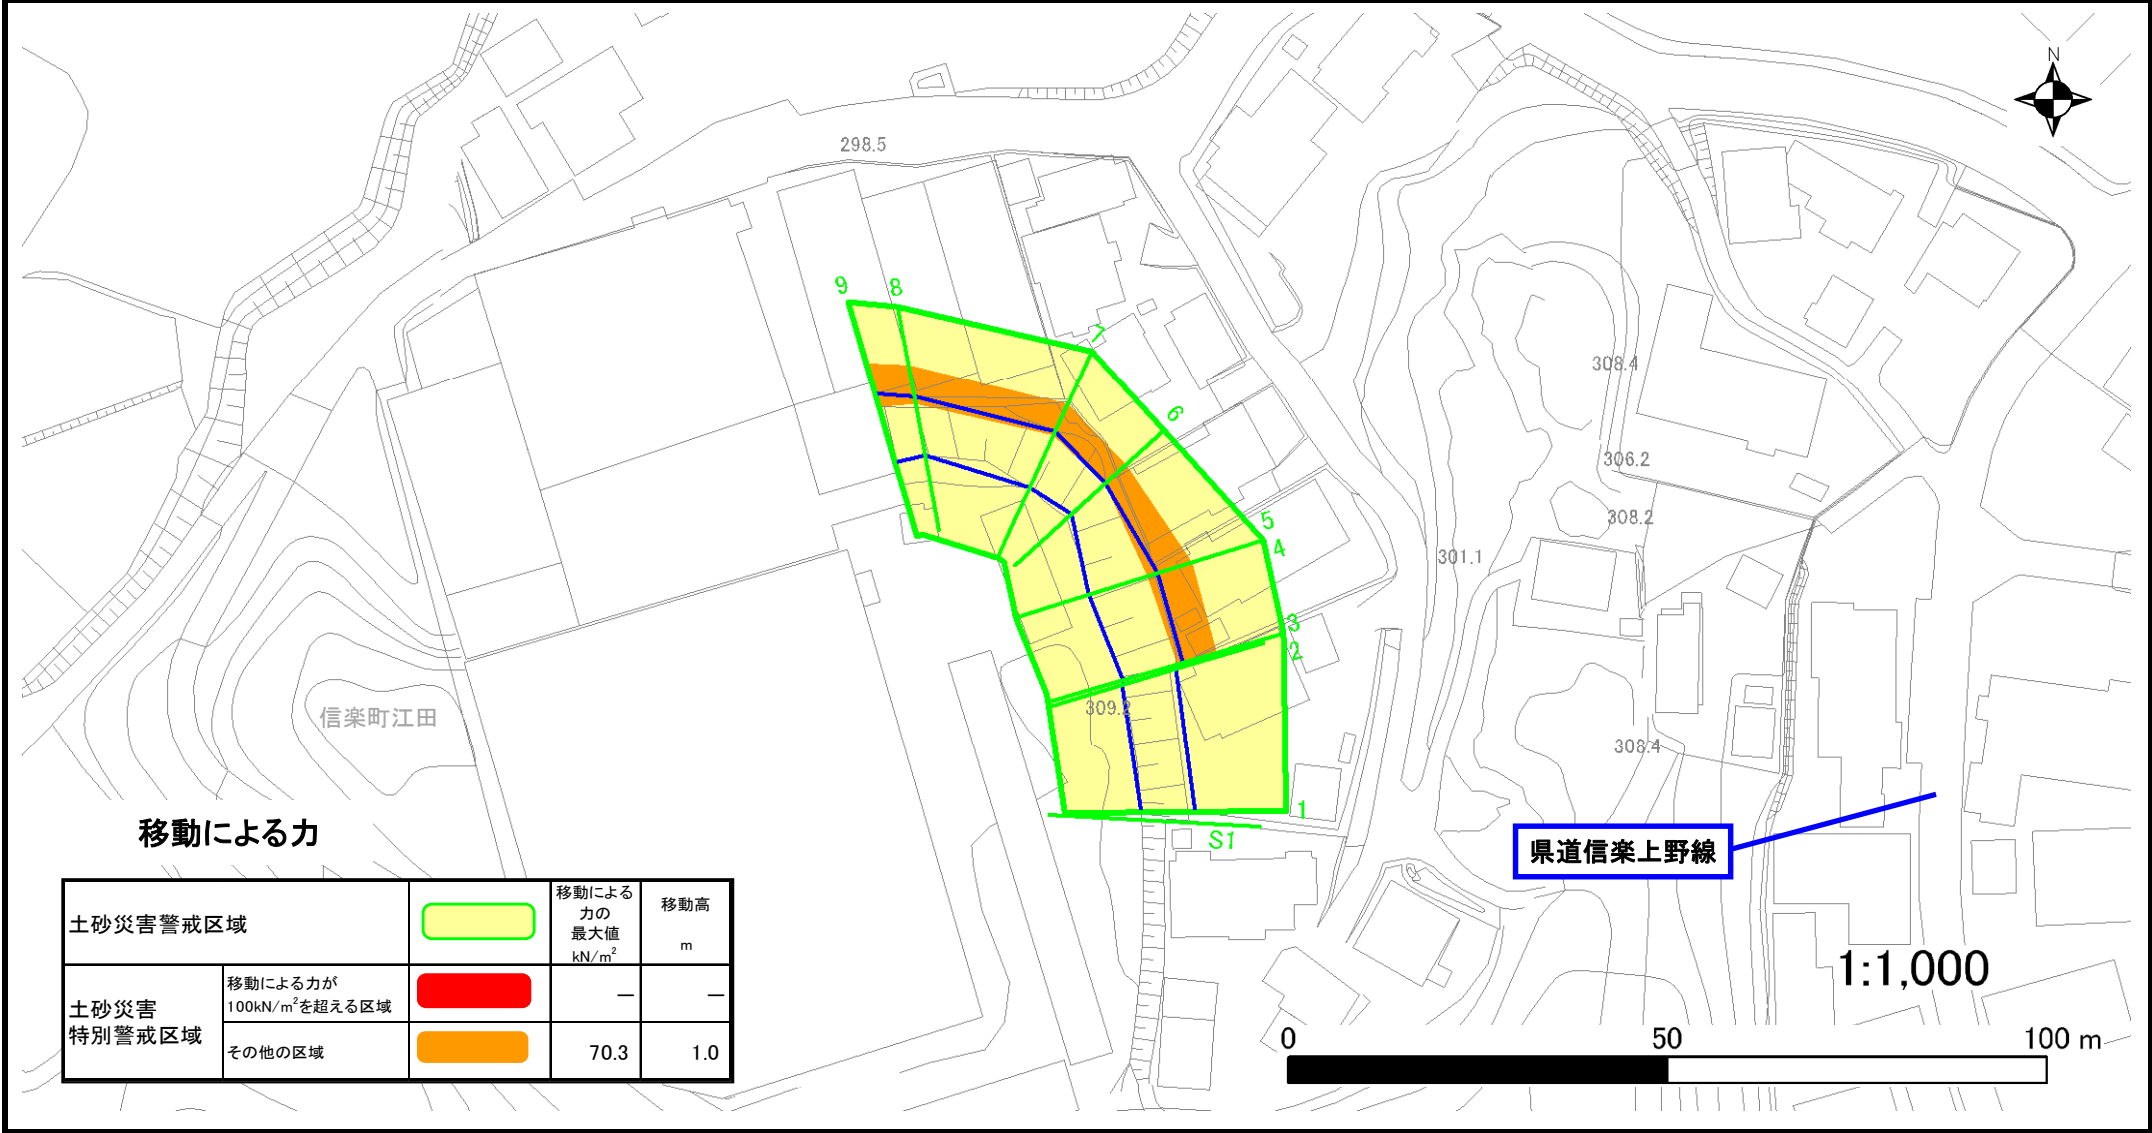 N
298.5
9
8
7
6
5
4
3
2
1
S1
308.4
306.2
308.2
301.1
309.2
308.4
信楽町江田
県道信楽上野線
移動による力
土砂災害警戒区域
移動による
力の
最大値
kN/m²
移動高
m
土砂災害
特別警戒区域
移動による力が
100kN/m²を超える区域
－
－
その他の区域
70.3
1.0
1:1,000
0
50
100 m